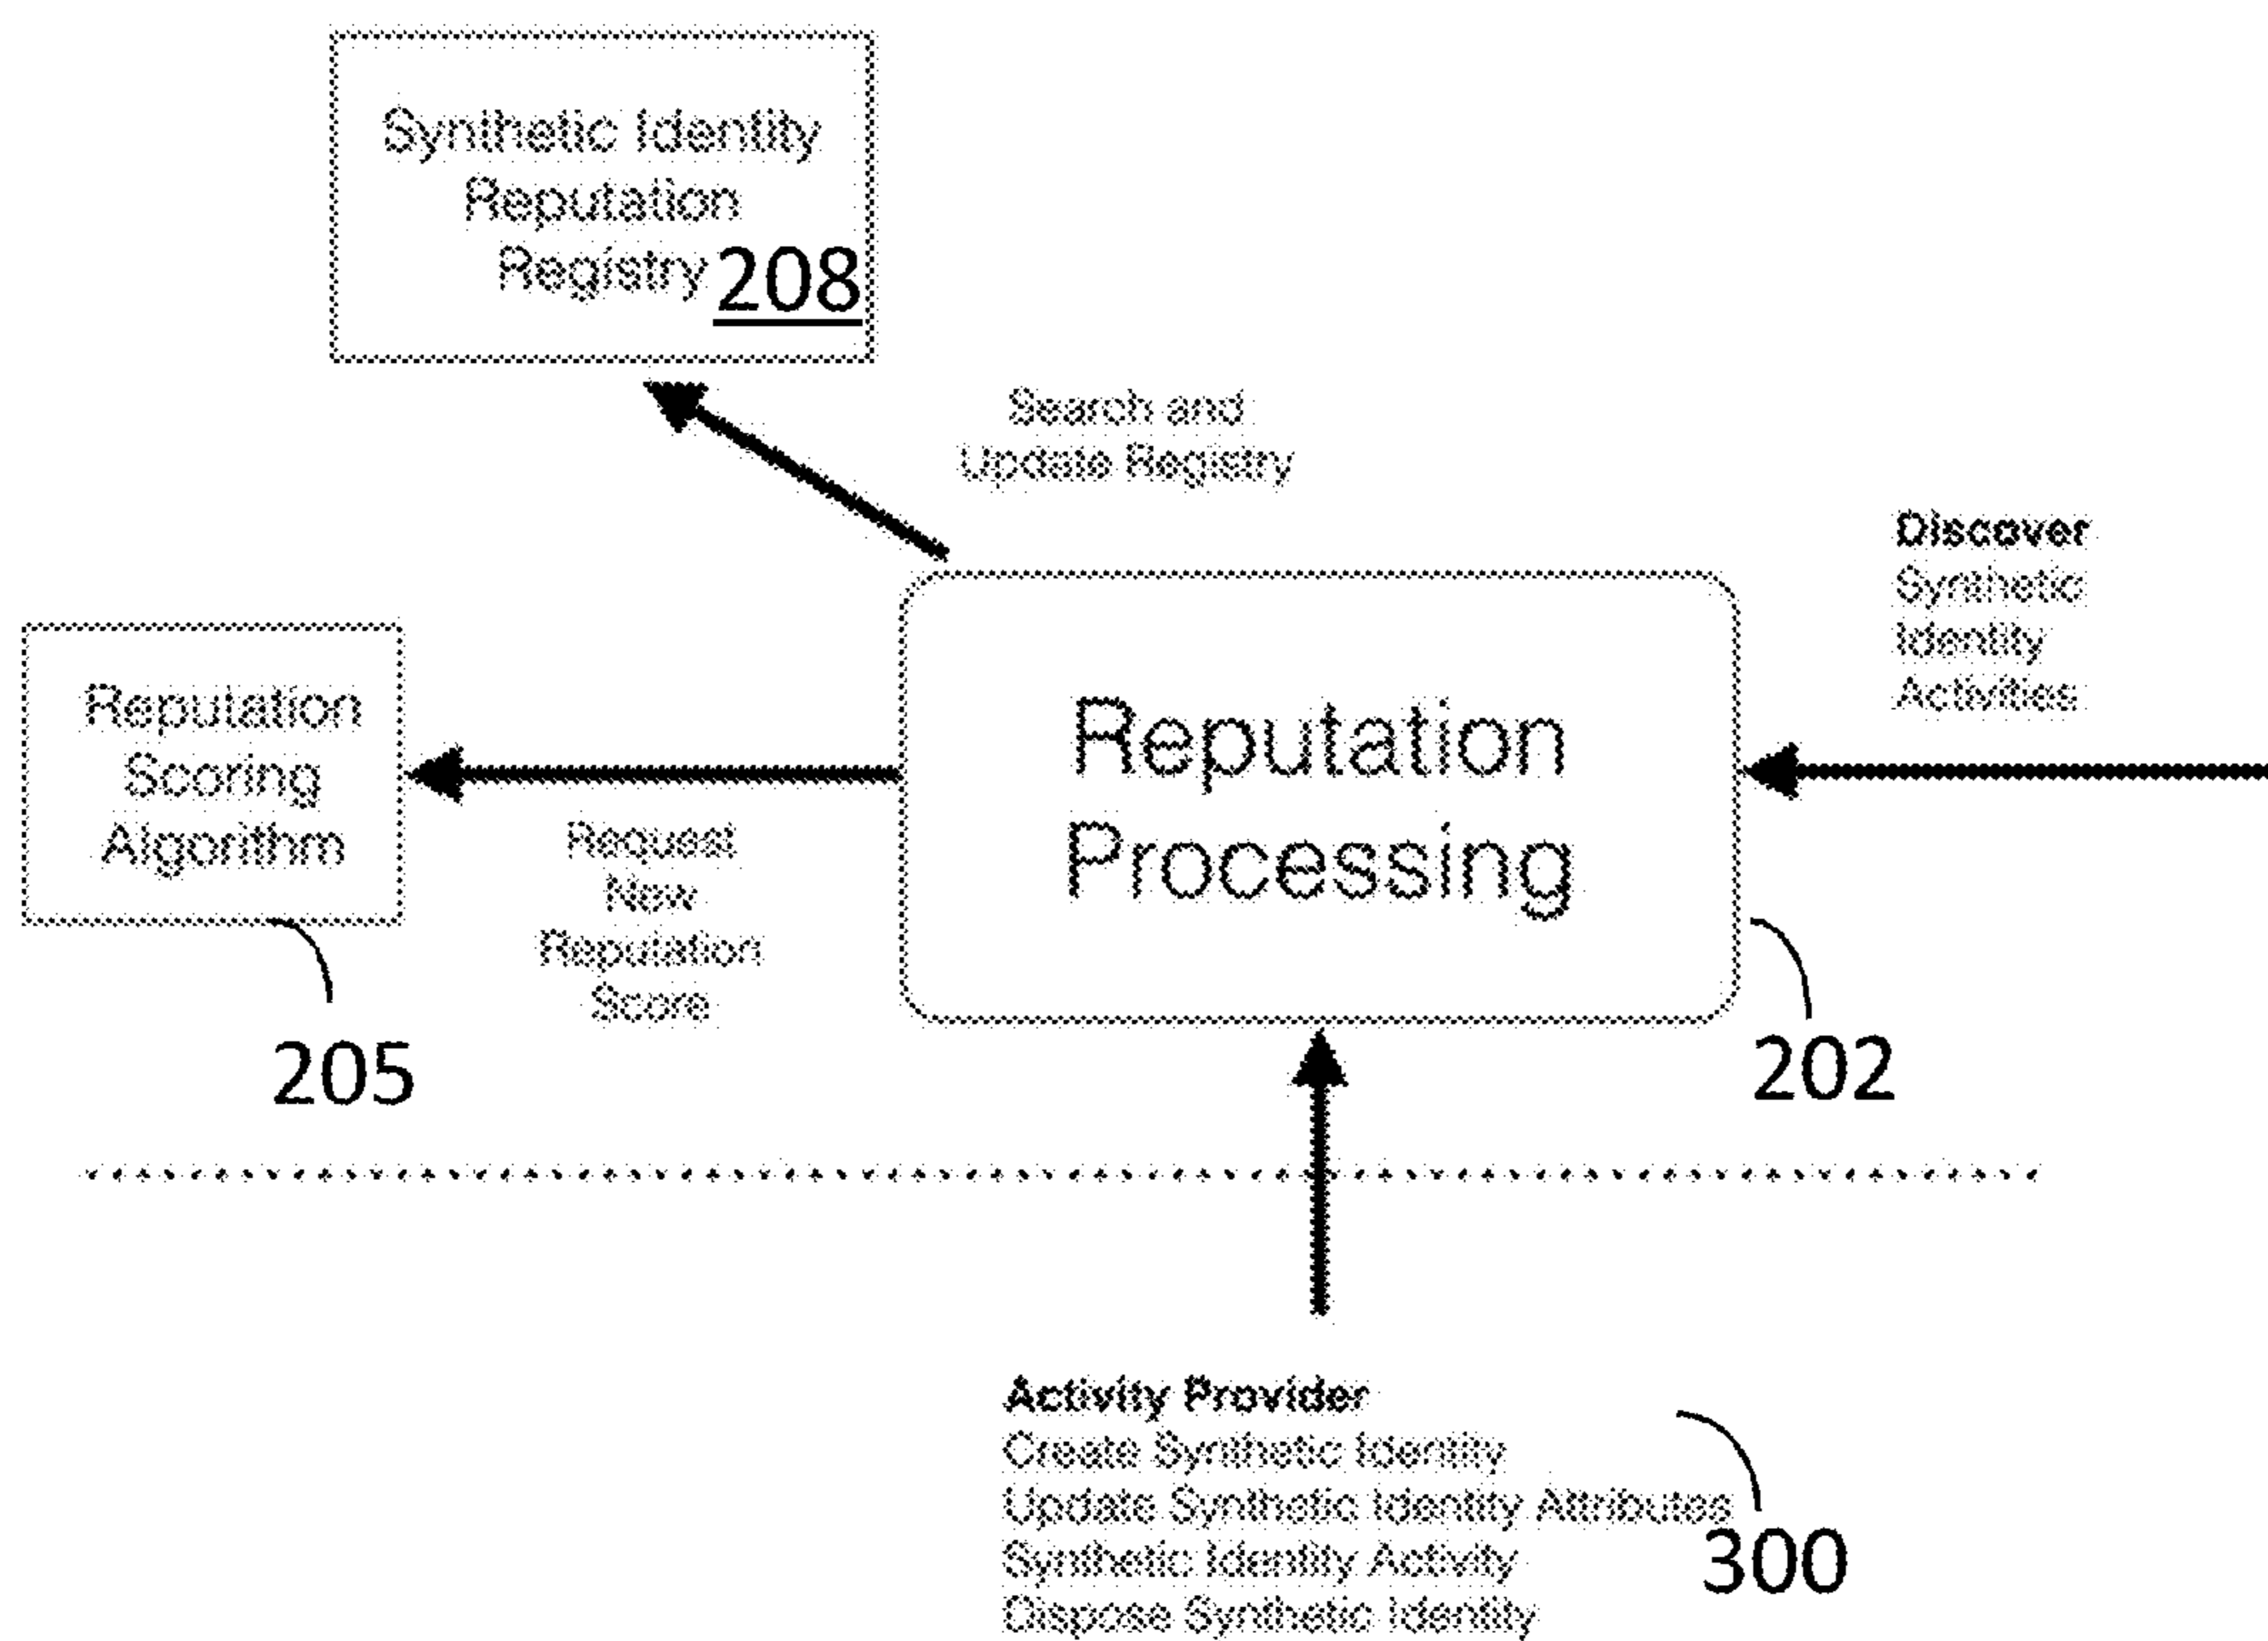 Synthetic Identity
Reputation
Registry 208
Search and
Update Registry
Discover
Synthetic
Identity
Activities
Reputation
Scoring
Algorithm
205
Request
New
Reputation
Score
Reputation
Processing
202
Activity Provider
Create Synthetic Identity
Update Synthetic Identity Attributes
Synthetic Identity Activity
Dispose Synthetic Identity
300